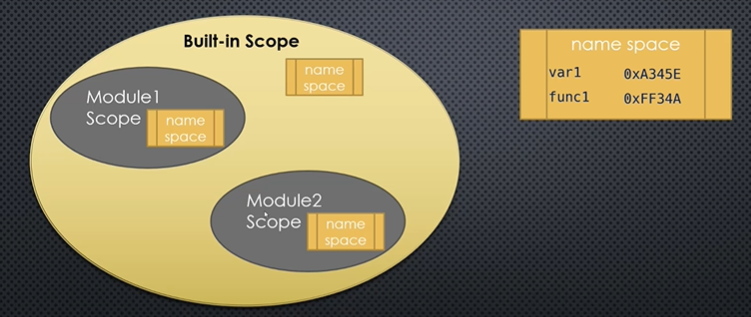 Built-in Scope
name
space
Module1
Scope
name
space
Module2
Scope
name
space
name space
var1 0xA345E
func1 0xFF34A